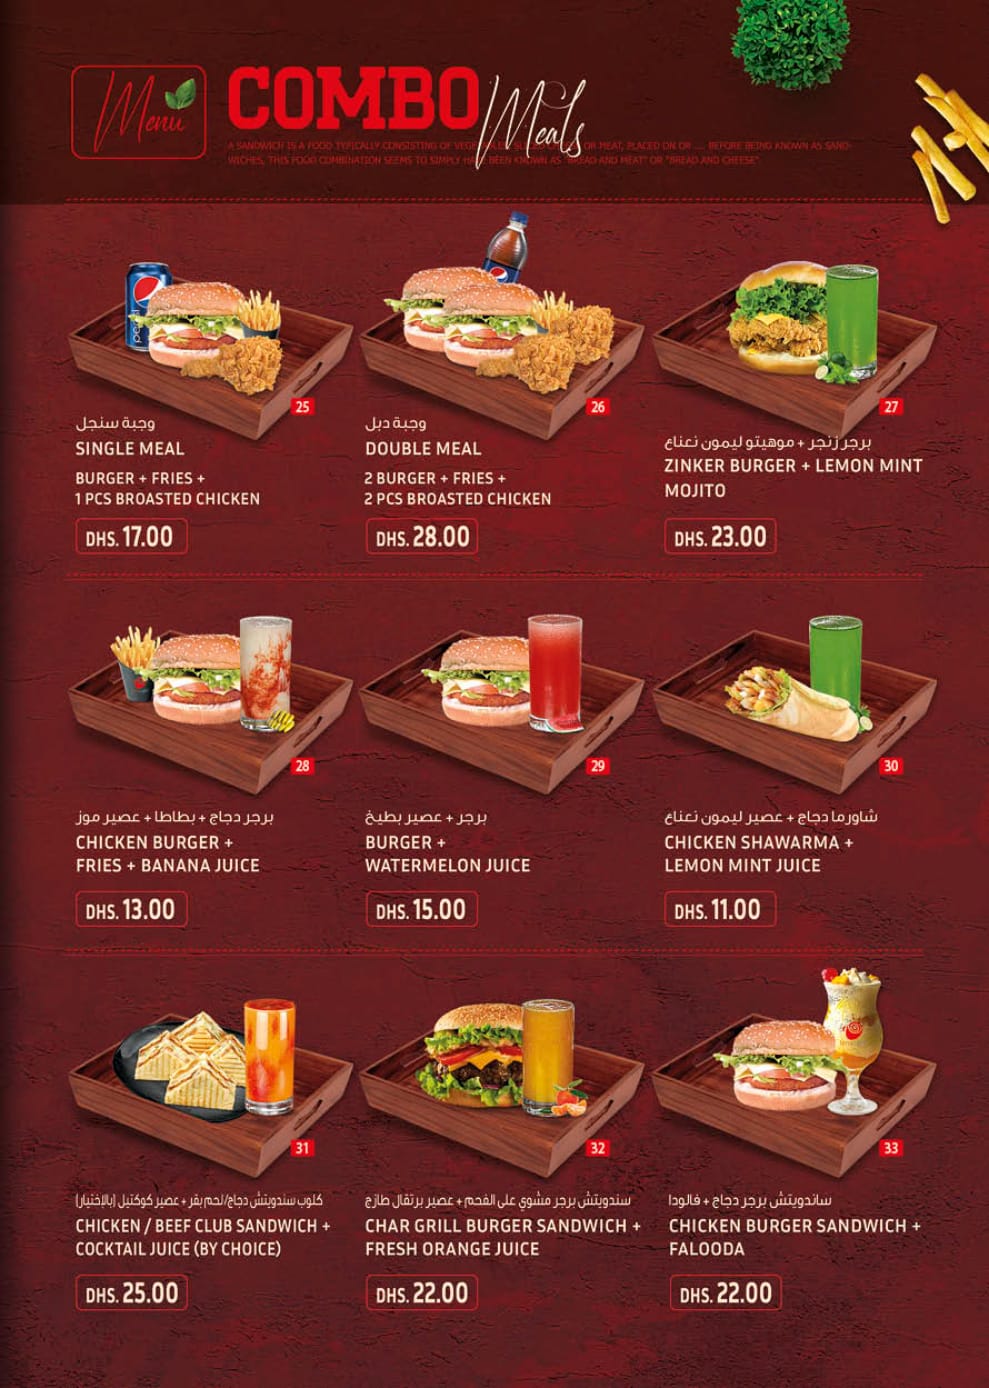 Menu
COMBO Meals
A SANDWICH IS A FOOD TYPICALLY CONSISTING OF VEGETABLES, SLICED CHEESE OR MEAT, PLACED ON OR .... BEFORE BEING KNOWN AS SAND-
WICHES, THIS FOOD COMBINATION SEEMS TO SIMPLY HAVE BEEN KNOWN AS "BREAD AND MEAT" OR "BREAD AND CHEESE".
pepsi
25
وجبة سنجل
SINGLE MEAL
BURGER + FRIES +
1 PCS BROASTED CHICKEN
DHS. 17.00
26
وجبة دبل
DOUBLE MEAL
2 BURGER + FRIES +
2 PCS BROASTED CHICKEN
DHS. 28.00
27
برجر زنجر + موهيتو ليمون نعناع
ZINKER BURGER + LEMON MINT
MOJITO
DHS. 23.00
28
برجر دجاج + بطاطا + عصير موز
CHICKEN BURGER +
FRIES + BANANA JUICE
DHS. 13.00
29
برجر + عصير بطيخ
BURGER +
WATERMELON JUICE
DHS. 15.00
30
شاورما دجاج + عصير ليمون نعناع
CHICKEN SHAWARMA +
LEMON MINT JUICE
DHS. 11.00
31
كلوب سندويتش دجاج/لحم بقر + عصير كوكتيل (بالاختيار)
CHICKEN / BEEF CLUB SANDWICH +
COCKTAIL JUICE (BY CHOICE)
DHS. 25.00
32
سندويتش برجر مشوي على الفحم + عصير برتقال طازج
CHAR GRILL BURGER SANDWICH +
FRESH ORANGE JUICE
DHS. 22.00
33
ساندويتش برجر دجاج + فالودا
CHICKEN BURGER SANDWICH +
FALOODA
DHS. 22.00